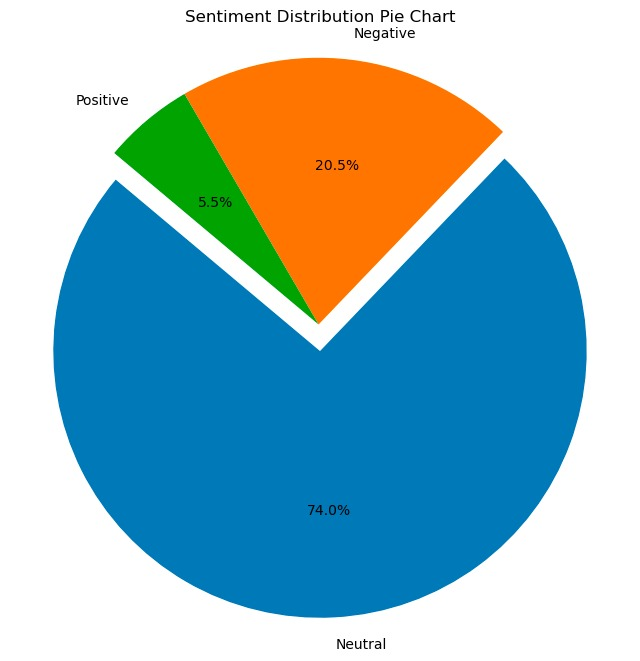 Sentiment Distribution Pie Chart
Negative
Positive
20.5%
5.5%
74.0%
Neutral